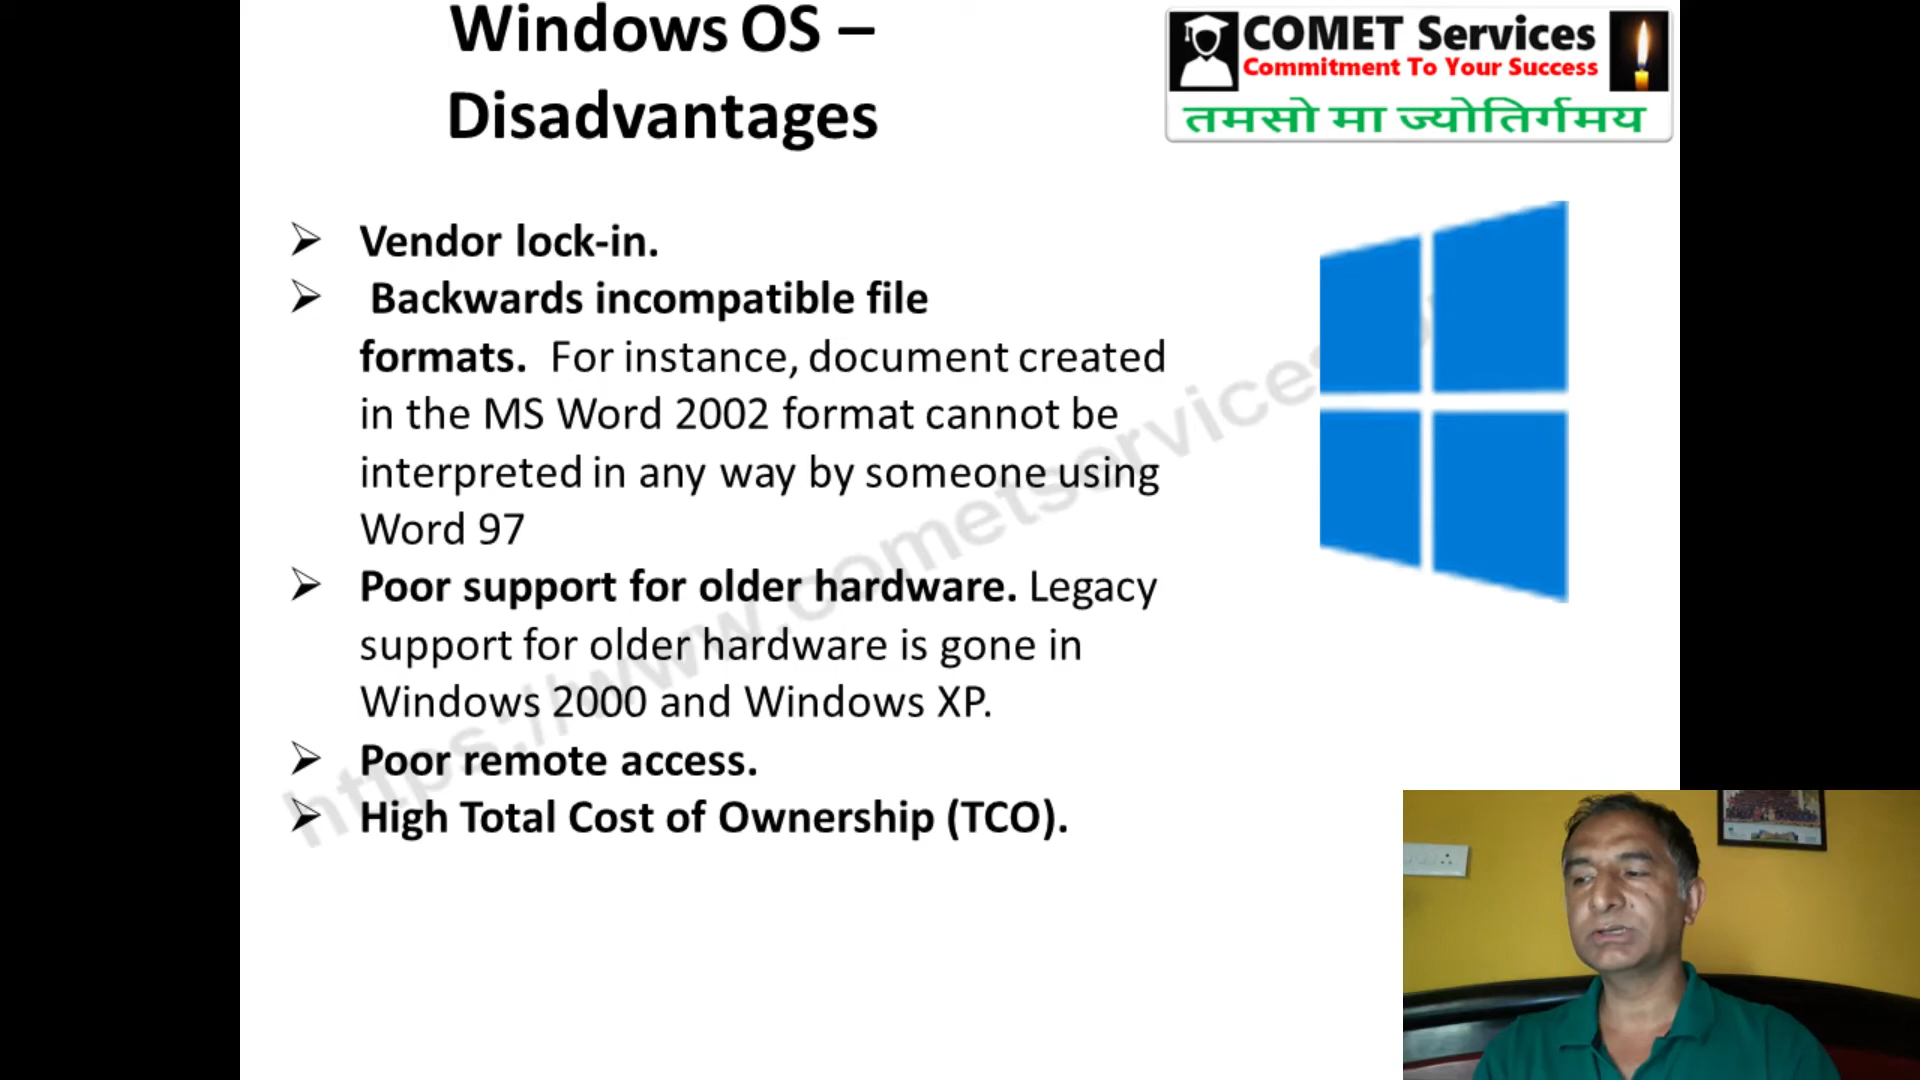 Windows OS –
Disadvantages
COMET Services
Commitment To Your Success
तमसो मा ज्योतिर्गमय
➢ Vendor lock-in.
➢ Backwards incompatible file
formats. For instance, document created
in the MS Word 2002 format cannot be
interpreted in any way by someone using
Word 97
➢ Poor support for older hardware. Legacy
support for older hardware is gone in
Windows 2000 and Windows XP.
➢ Poor remote access.
➢ High Total Cost of Ownership (TCO).
https://www.cometservices